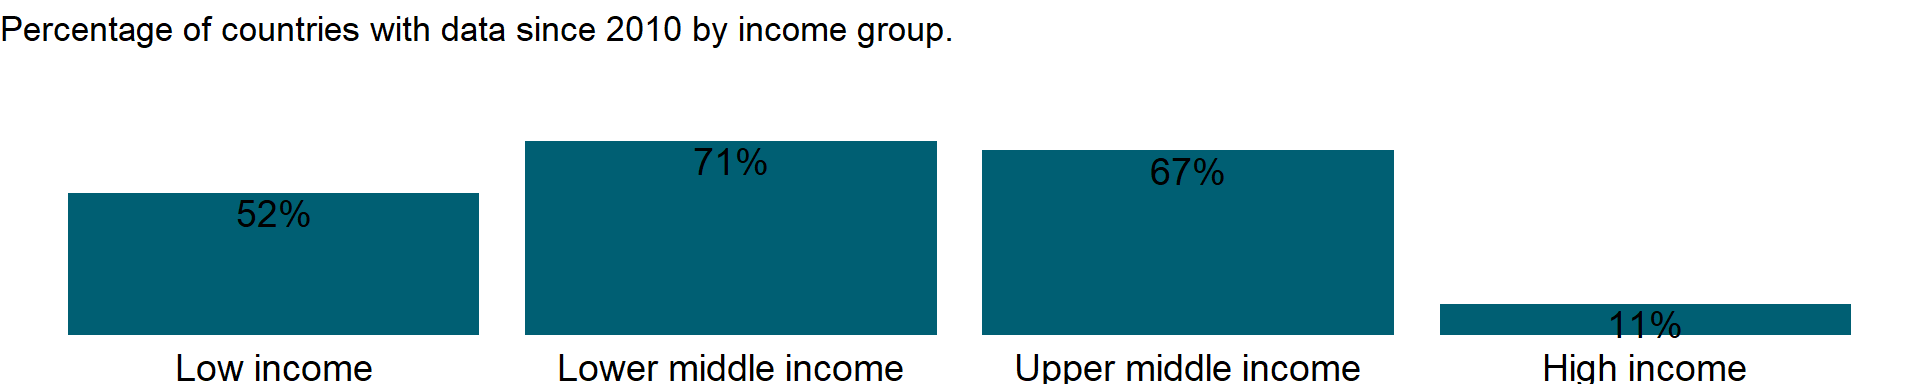 Percentage of countries with data since 2010 by income group.
52%
71%
67%
11%
Low income
Lower middle income
Upper middle income
High income